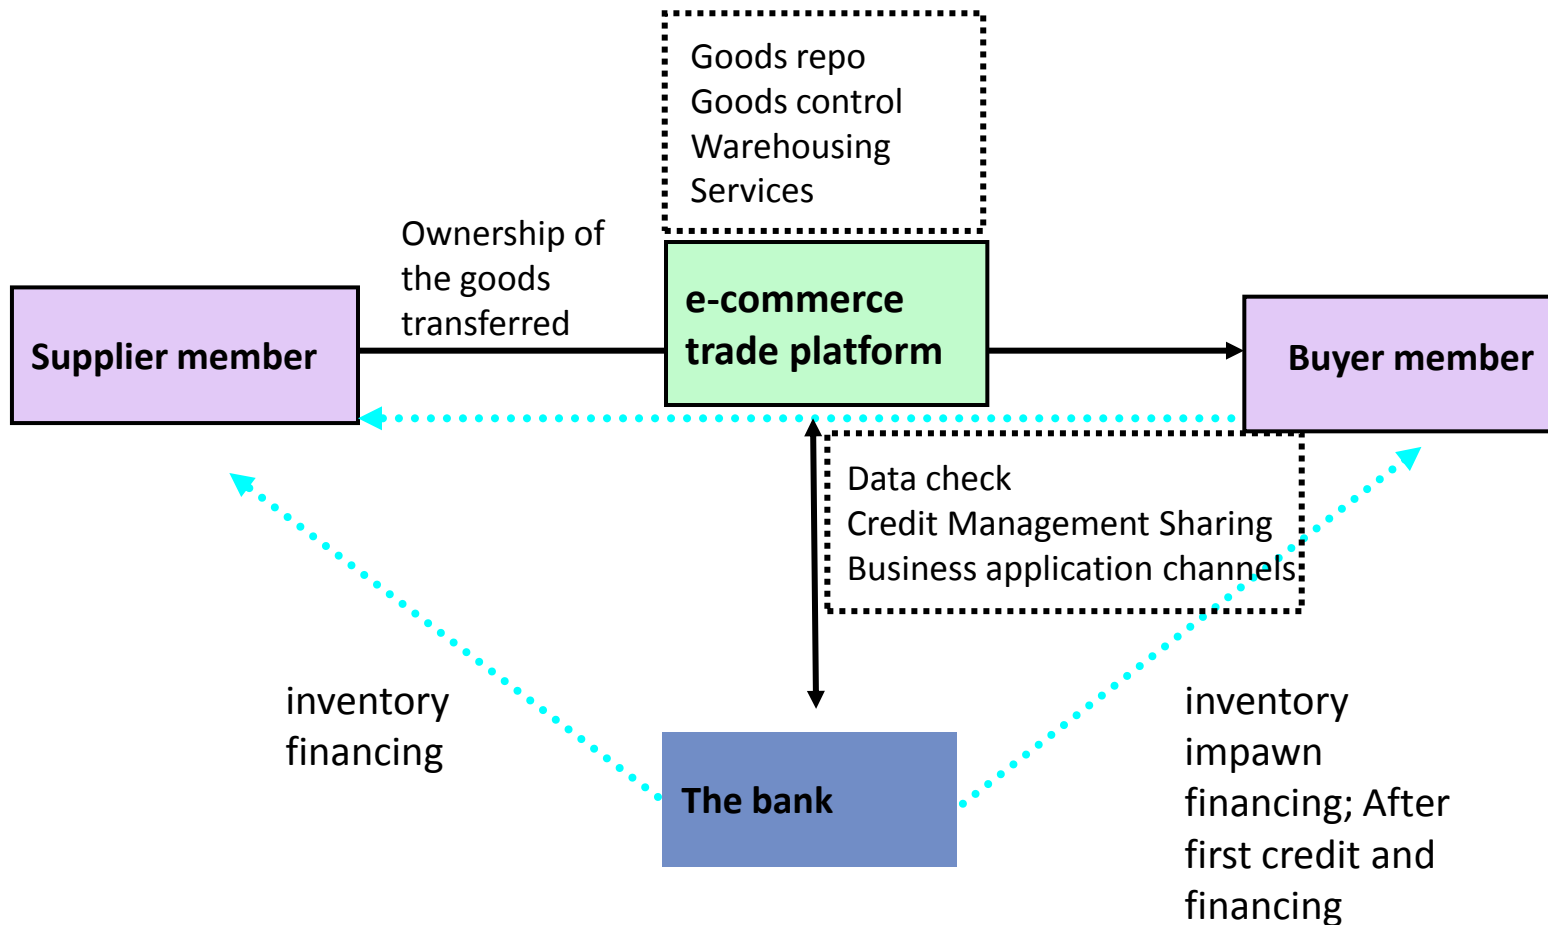 Goods repo
Goods control
Warehousing
Services
Ownership of
the goods
transferred
e-commerce
trade platform
Supplier member
Buyer member
Data check
Credit Management Sharing
Business application channels
inventory
financing
The bank
inventory
impawn
financing; After
first credit and
financing